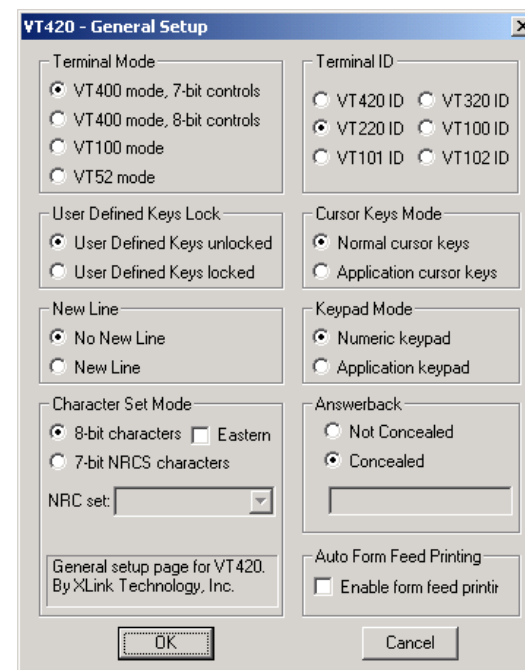 VT420 - General Setup
Terminal Mode
VT400 mode, 7-bit controls
VT400 mode, 8-bit controls
VT100 mode
VT52 mode
Terminal ID
VT420 ID VT320 ID
VT220 ID VT100 ID
VT101 ID VT102 ID
User Defined Keys Lock
User Defined Keys unlocked
User Defined Keys locked
Cursor Keys Mode
Normal cursor keys
Application cursor keys
New Line
No New Line
New Line
Keypad Mode
Numeric keypad
Application keypad
Character Set Mode
8-bit characters Eastern
7-bit NRCS characters
NRC set:
General setup page for VT420.
By XLink Technology, Inc.
Answerback
Not Concealed
Concealed
Auto Form Feed Printing
Enable form feed printir
OK Cancel